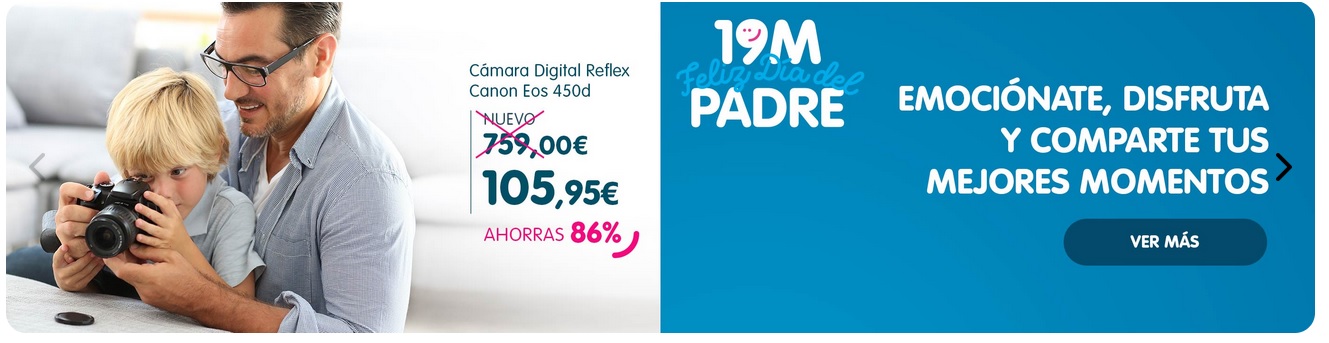 Cámara Digital Reflex
Canon Eos 450d
NUEVO
759,00€
105,95€
AHORRAS 86%
19M
Feliz Día del
PADRE
EMOCIÓNATE, DISFRUTA
Y COMPARTE TUS
MEJORES MOMENTOS
VER MÁS